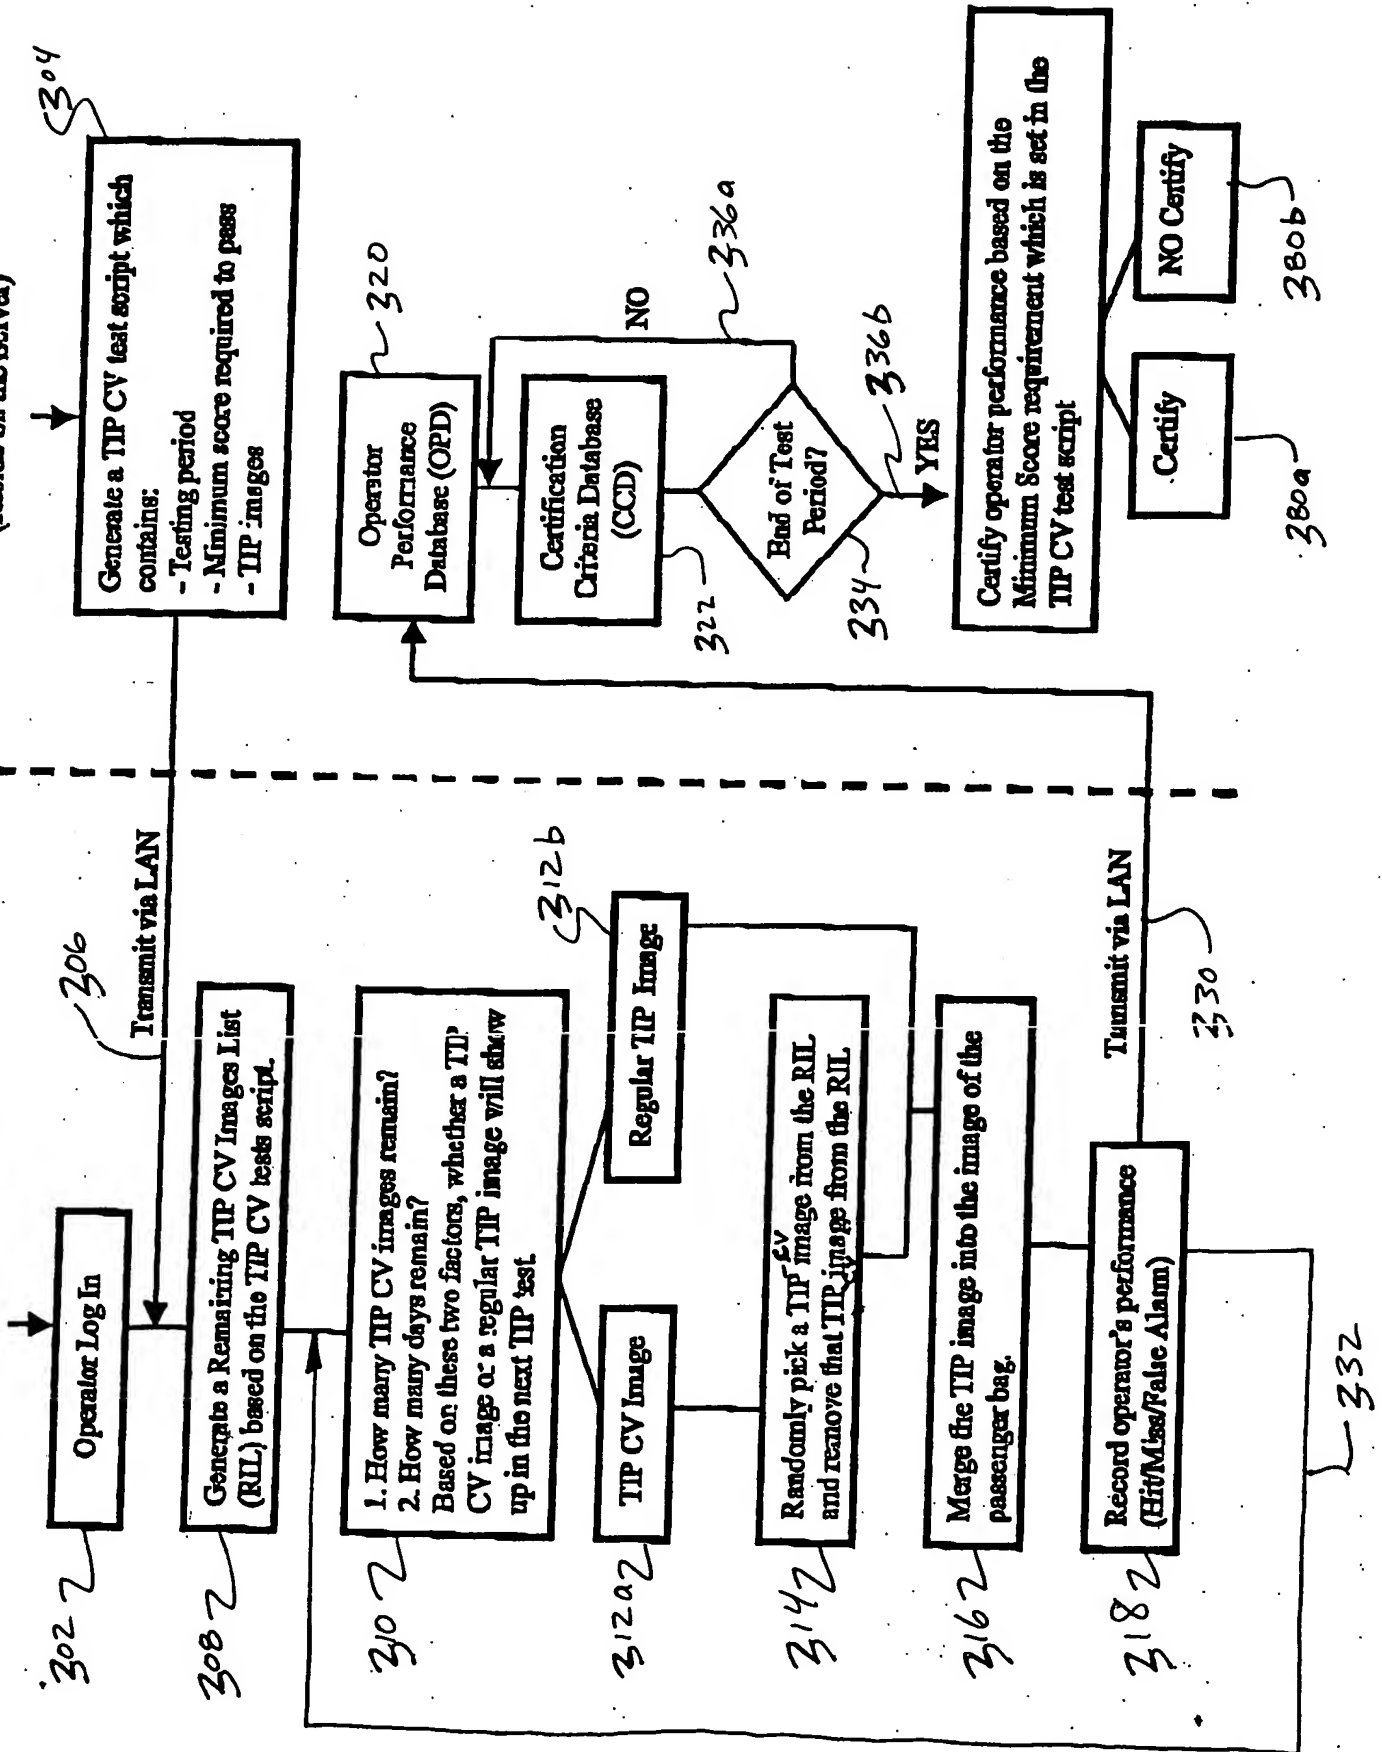 302
Operator Log In
306
Transmit via LAN
308
Generate a Remaining TIP CV Images List
(RIL) based on the TIP CV tests script.
310
1. How many TIP CV images remain?
2. How many days remain?
Based on these two factors, whether a TIP
CV image or a regular TIP image will show
up in the next TIP test.
312a
TIP CV Image
312b
Regular TIP Image
314
CV
Randomly pick a TIP image from the RIL
and remove that TIP image from the RIL
CV
316
Merge the TIP image into the image of the
passenger bag.
318
Record operator's performance
(Hit/Miss/False Alarm)
Transmit via LAN
330
332
304
Generate a TIP CV test script which
contains:
- Testing period
- Minimum score required to pass
- TIP images
320
Operator
Performance
Database (OPD)
322
Certification
Criteria Database
(CCD)
NO
336a
334
End of Test
Period?
336b
YES
Certify operator performance based on the
Minimum Score requirement which is set in the
TIP CV test script
Certify
NO Certify
380a
380b